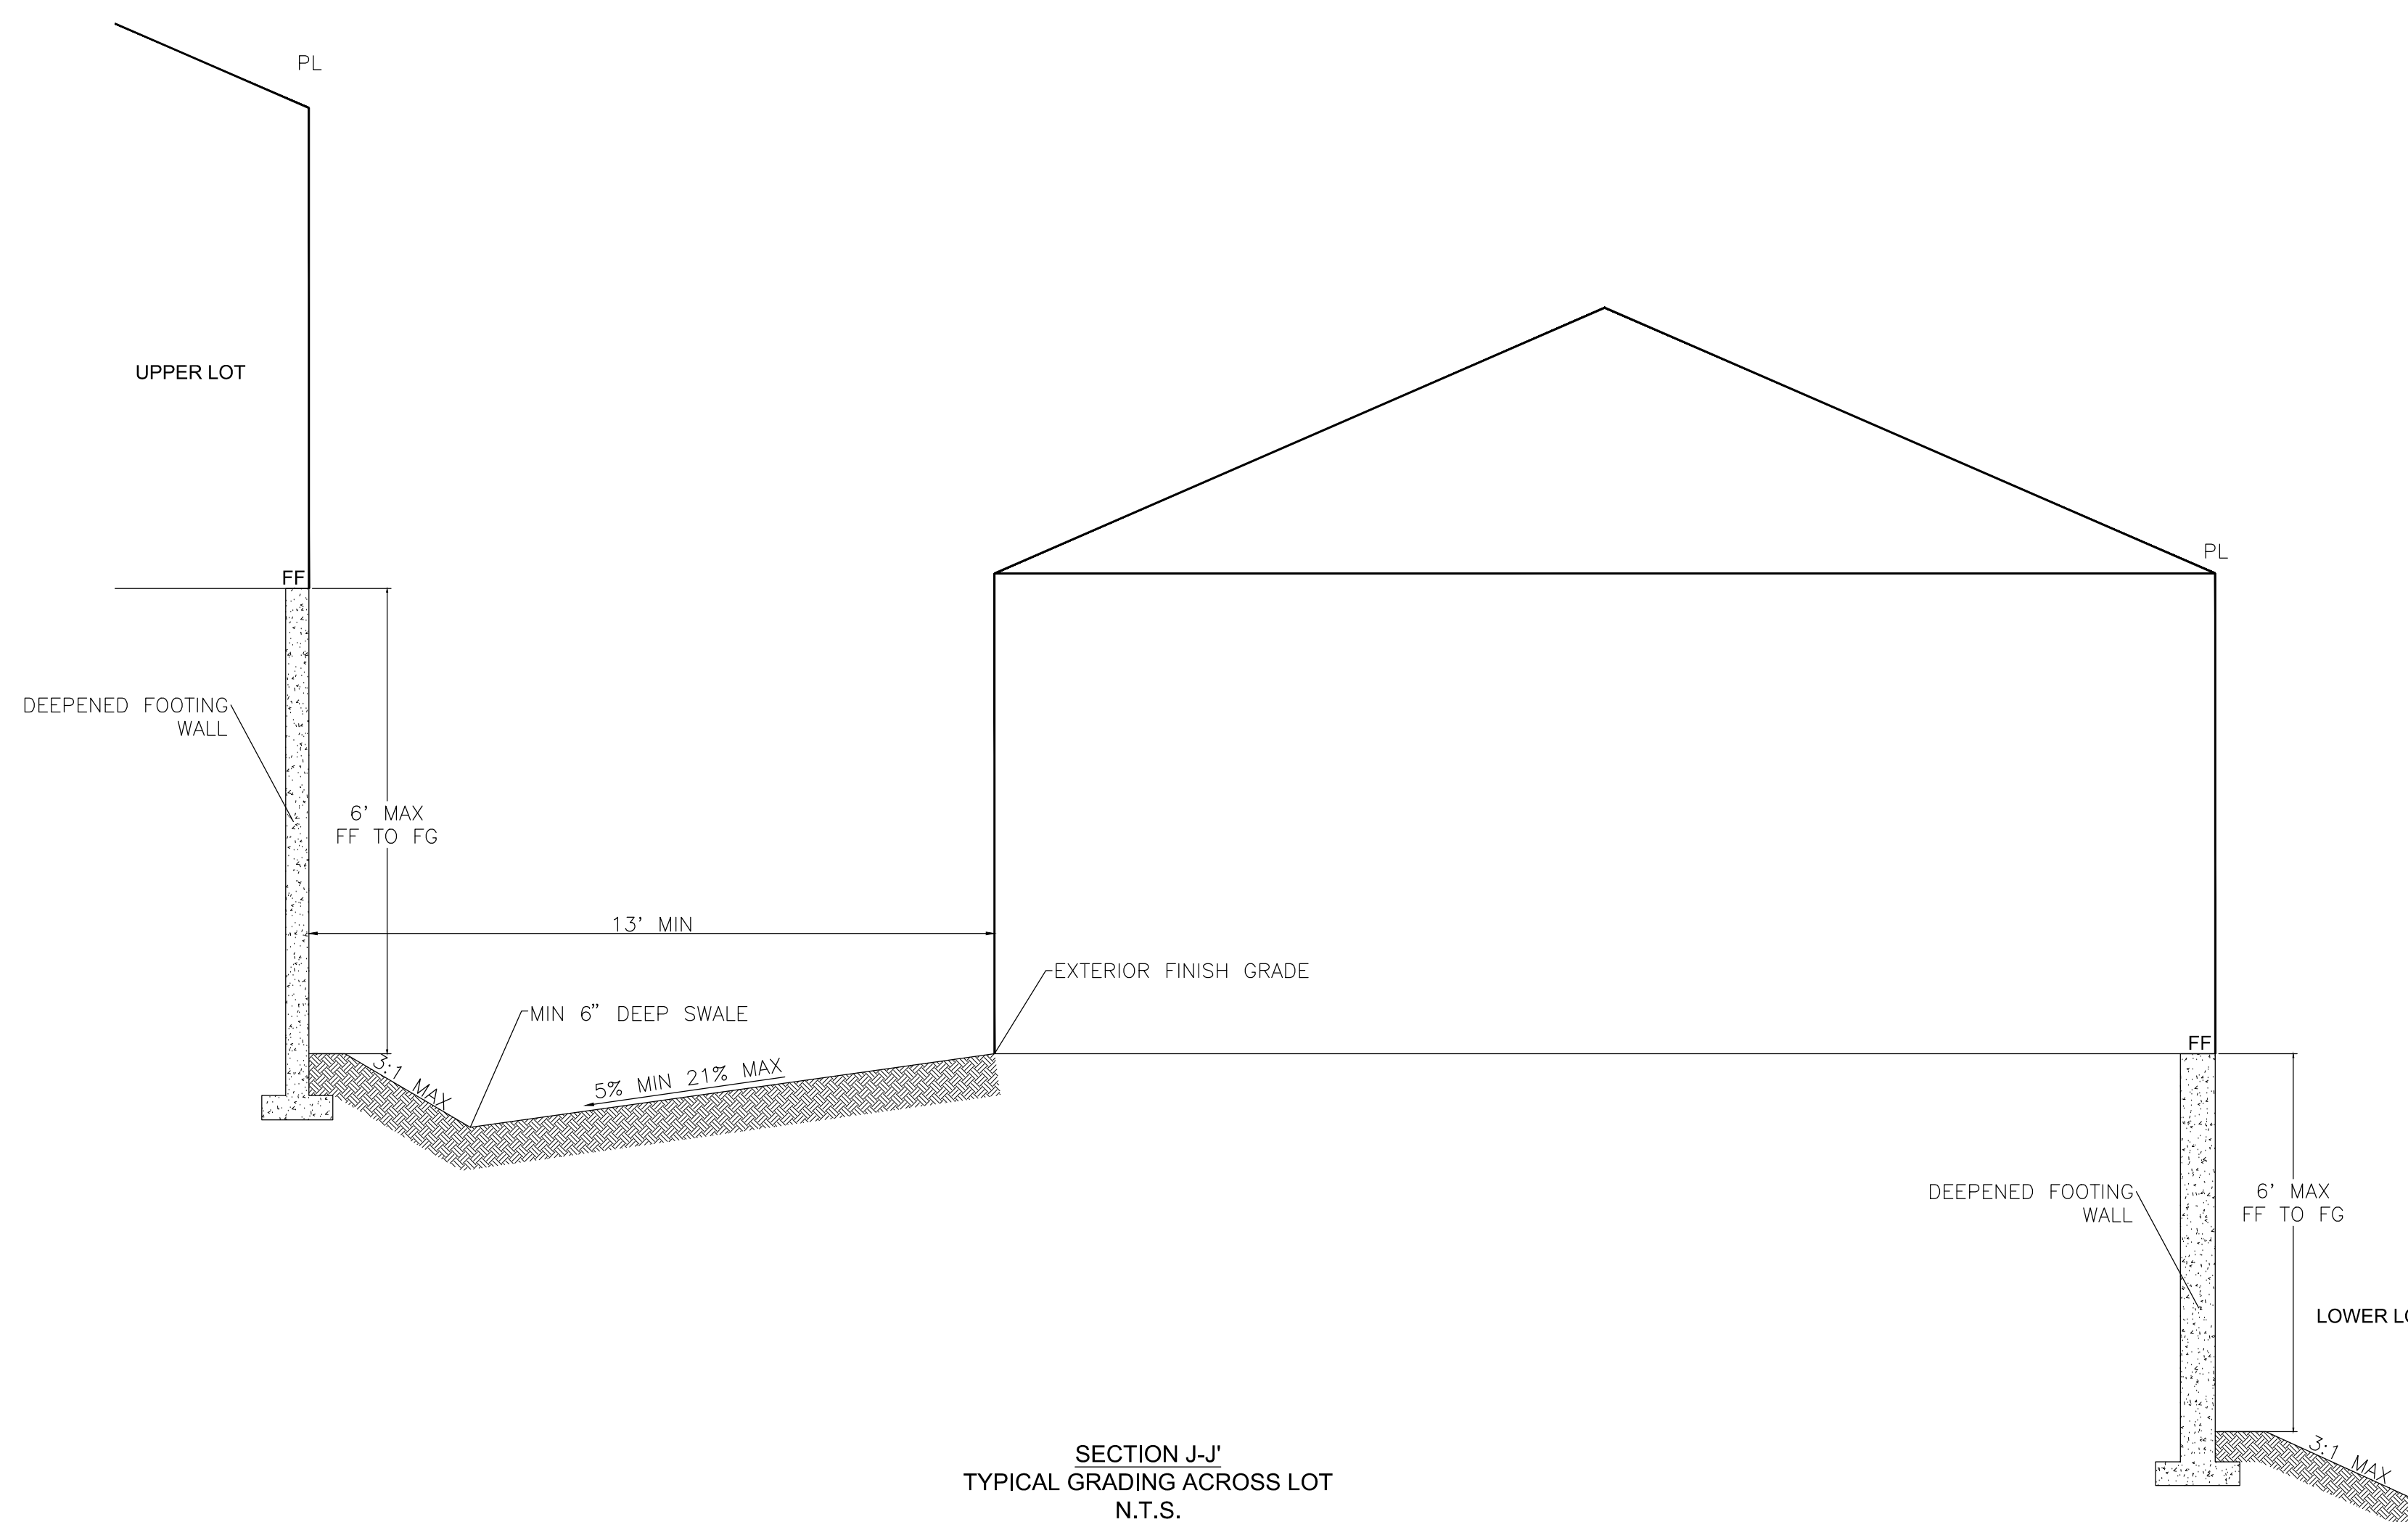 PL
UPPER LOT
PL
FF
DEEPENED FOOTING
WALL
6' MAX
FF TO FG
13' MIN
EXTERIOR FINISH GRADE
MIN 6" DEEP SWALE
FF
3:1 MAX
5% MIN 21% MAX
DEEPENED FOOTING
WALL
6' MAX
FF TO FG
LOWER
3:1 MAX
SECTION J-J'
TYPICAL GRADING ACROSS LOT
N.T.S.